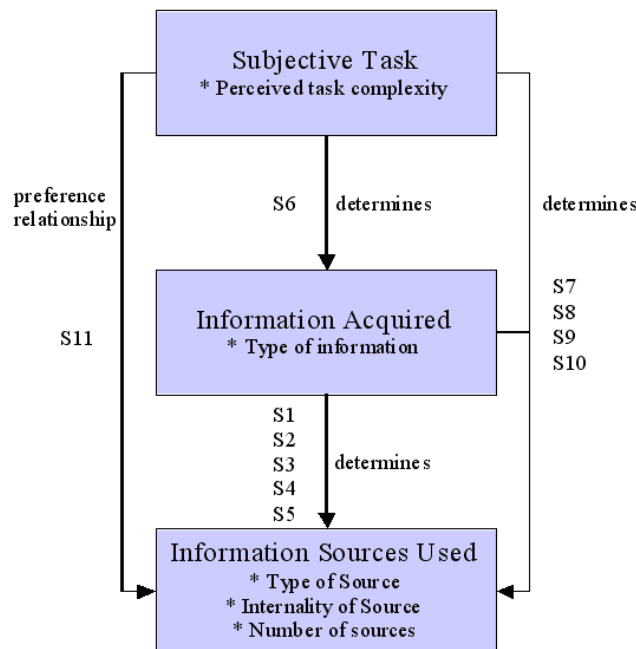 Subjective Task
* Perceived task complexity
preference
relationship
S6
determines
determines
Information Acquired
* Type of information
S7
S8
S9
S10
S11
S1
S2
S3
S4
S5
determines
Information Sources Used
* Type of Source
* Internality of Source
* Number of sources